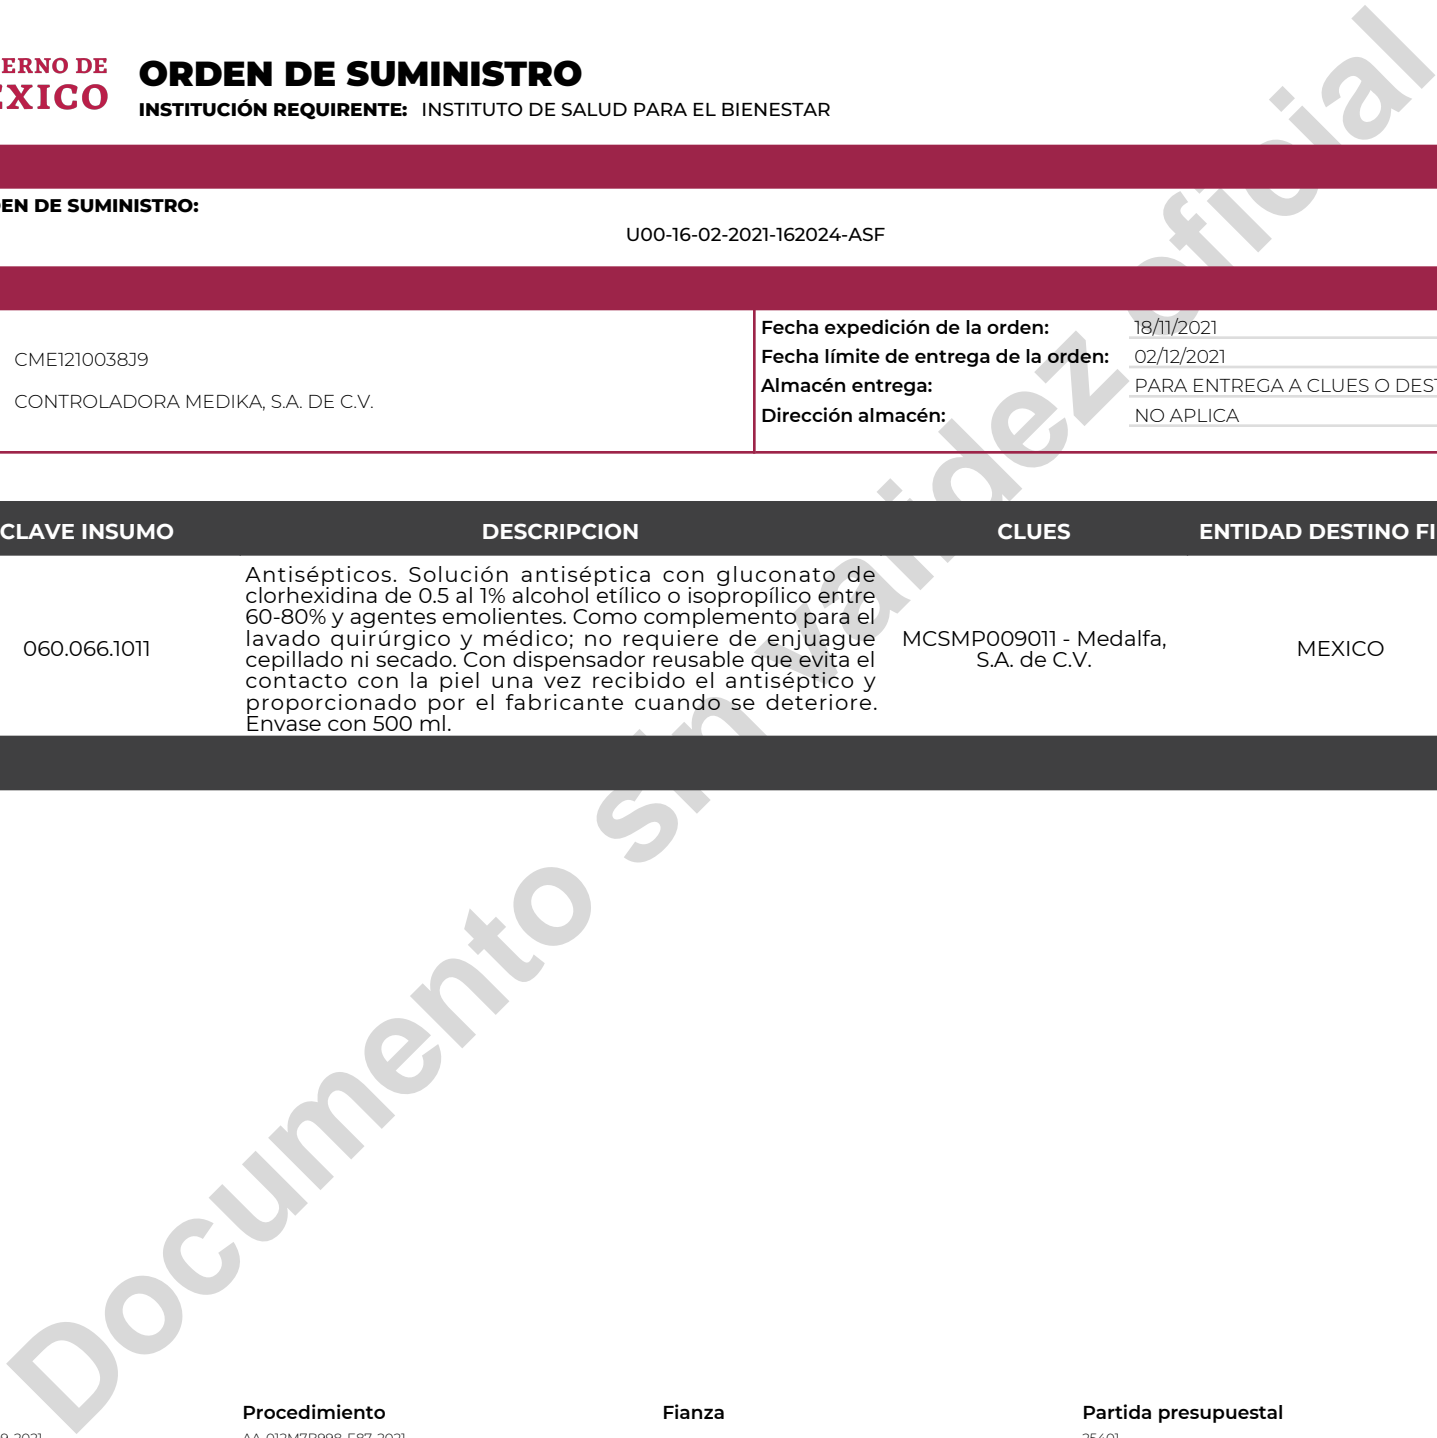 ERNO DE
EXICO
ORDEN DE SUMINISTRO
INSTITUCIÓN REQUIRENTE: INSTITUTO DE SALUD PARA EL BIENESTAR
EN DE SUMINISTRO:
U00-16-02-2021-162024-ASF
CME1210038J9
CONTROLADORA MEDIKA, S.A. DE C.V.
Fecha expedición de la orden: 18/11/2021
Fecha límite de entrega de la orden: 02/12/2021
Almacén entrega: PARA ENTREGA A CLUES O DEST
Dirección almacén: NO APLICA
CLAVE INSUMO DESCRIPCION CLUES ENTIDAD DESTINO FI
060.066.1011
Antisépticos. Solución antiséptica con gluconato de
clorhexidina de 0.5 al 1% alcohol etílico o isopropílico entre
60-80% y agentes emolientes. Como complemento para el
lavado quirúrgico y médico; no requiere de enjuague
cepillado ni secado. Con dispensador reusable que evita el
contacto con la piel una vez recibido el antiséptico y
proporcionado por el fabricante cuando se deteriore.
Envase con 500 ml.
MCSMP009011 - Medalfa,
S.A. de C.V.
MEXICO
Documento sin validez oficial
Procedimiento Fianza Partida presupuestal